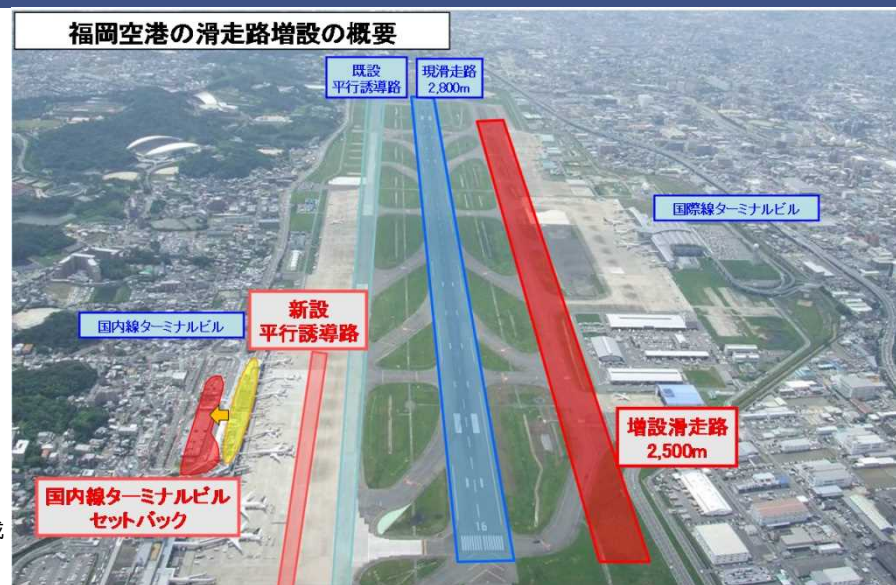 福岡空港の滑走路増設の概要
既設
平行誘導路
現滑走路
2,800m
国際線ターミナルビル
新設
平行誘導路
国内線ターミナルビル
増設滑走路
2,500m
国内線ターミナルビル
セットバック
16